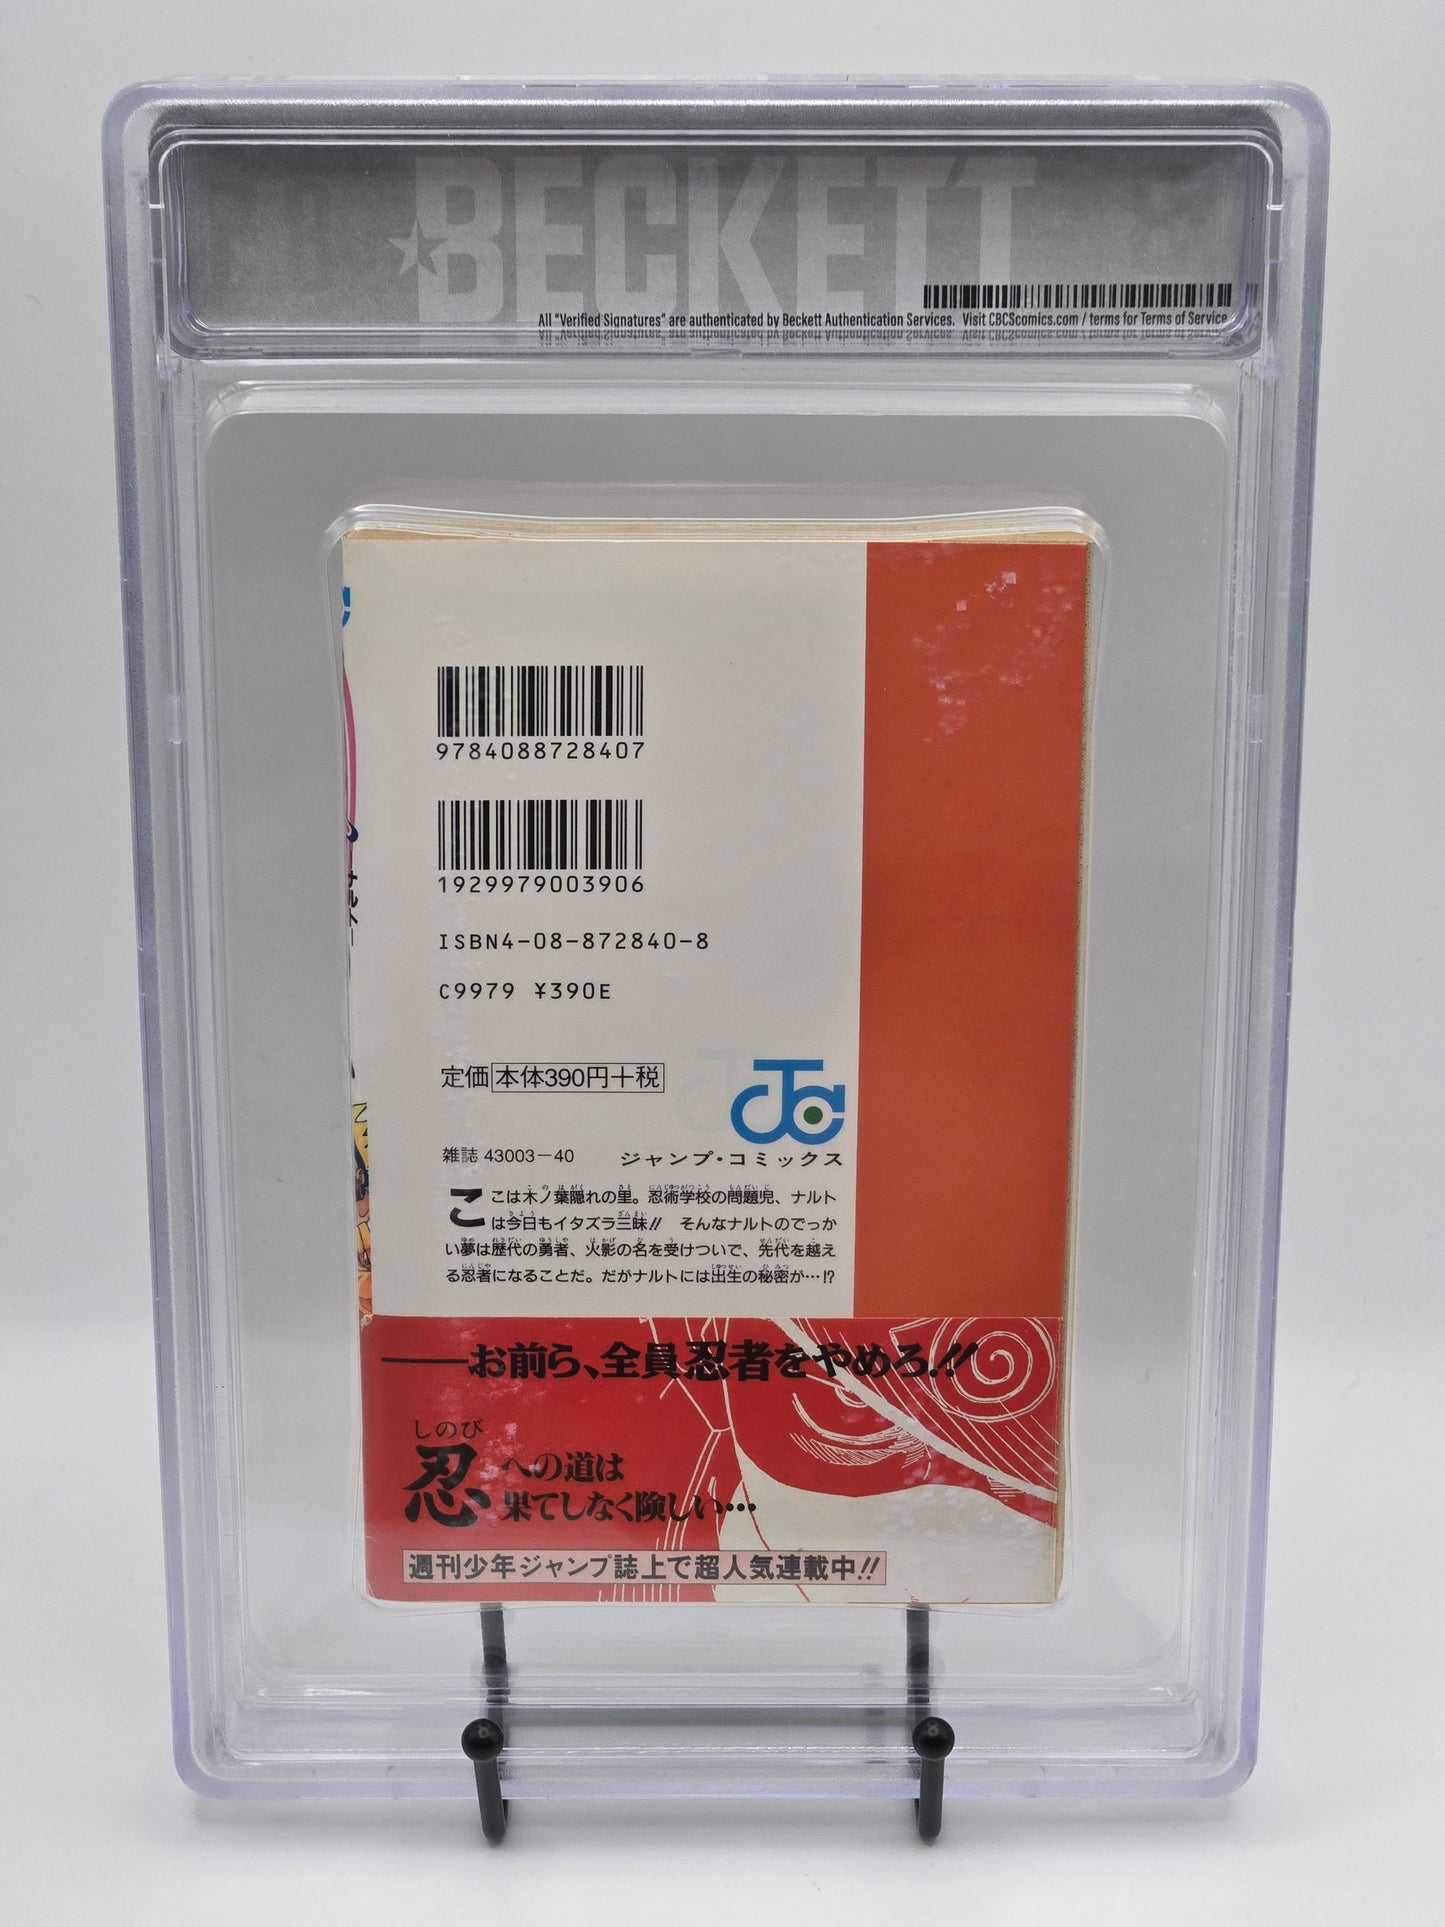 BECKETT
All "Verified Signatures" are authenticated by Beckett Authentication Services. Visit CBCScomics.com / terms for Terms of Service
9784088728407
1929979003906
ISBN4-08-872840-8
C9979 ¥390E
定価 本体390円+税
雑誌 43003-40
ジャンプ・コミックス
ここは木ノ葉隠れの里。忍術学校の問題児、ナルト
は今日もイタズラ三昧!! そんなナルトのでっか
い夢は歴代の勇者、火影の名を受けついで、先代を越え
る忍者になることだ。だがナルトには出生の秘密が…!?
ナルト
——お前ら、全員忍者をやめろ!!
しのび
忍への道は
果てしなく険しい…
週刊少年ジャンプ誌上で超人気連載中!!